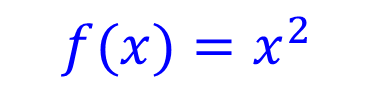 f(x) = x²